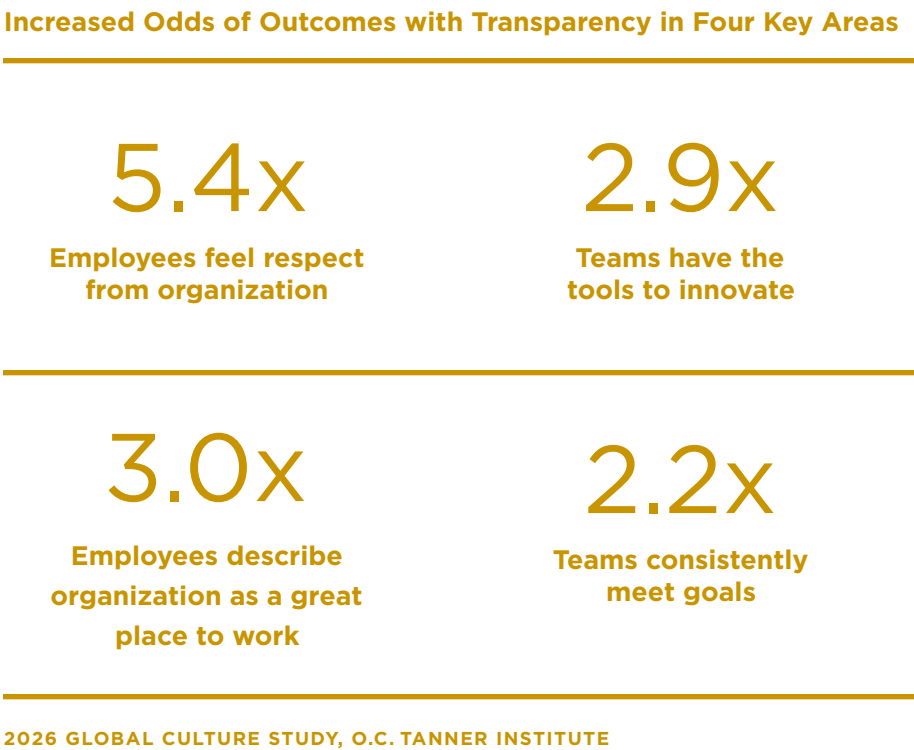 Increased Odds of Outcomes with Transparency in Four Key Areas
5.4x
Employees feel respect
from organization
2.9x
Teams have the
tools to innovate
3.0x
Employees describe
organization as a great
place to work
2.2x
Teams consistently
meet goals
2026 GLOBAL CULTURE STUDY, O.C. TANNER INSTITUTE